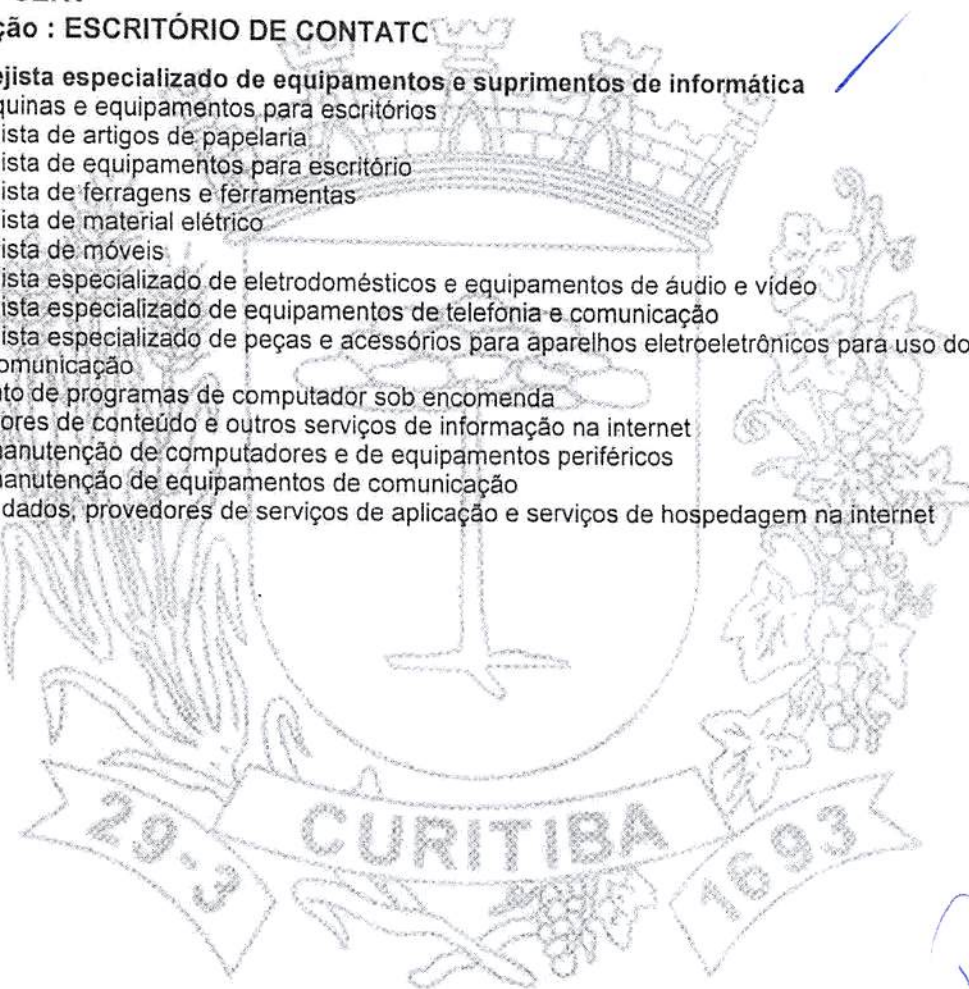 ção : ESCRITÓRIO DE CONTATO
ejista especializado de equipamentos e suprimentos de informática
quinas e equipamentos para escritórios
ista de artigos de papelaria
ista de equipamentos para escritório
ista de ferragens e ferramentas
ista de material elétrico
ista de móveis
ista especializado de eletrodomésticos e equipamentos de áudio e vídeo
ista especializado de equipamentos de telefonia e comunicação
ista especializado de peças e acessórios para aparelhos eletroeletrônicos para uso do
omunicação
to de programas de computador sob encomenda
ores de conteúdo e outros serviços de informação na internet
anutenção de computadores e de equipamentos periféricos
anutenção de equipamentos de comunicação
dados, provedores de serviços de aplicação e serviços de hospedagem na internet
29-3 CURITIBA 1693